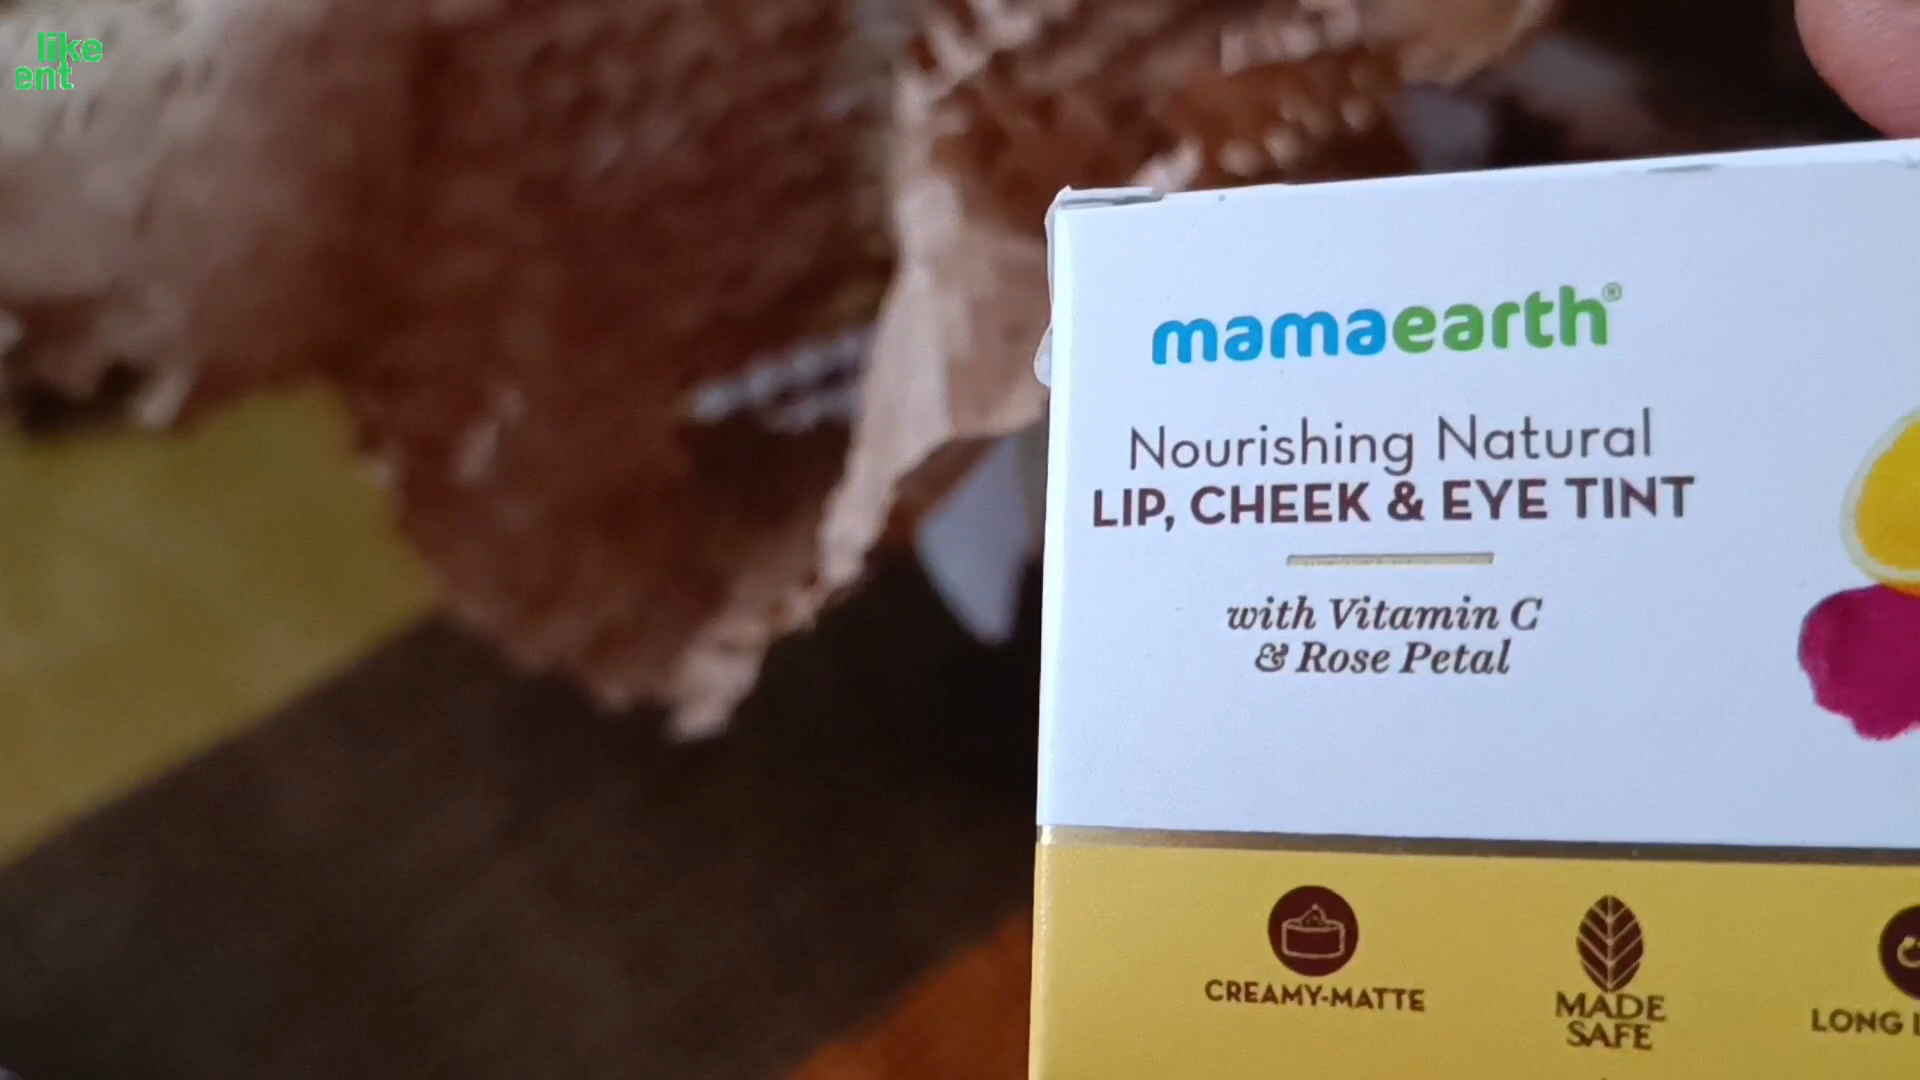 like
ent
mamaearth®
Nourishing Natural
LIP, CHEEK & EYE TINT
with Vitamin C
& Rose Petal
CREAMY-MATTE
MADE
SAFE
LONG